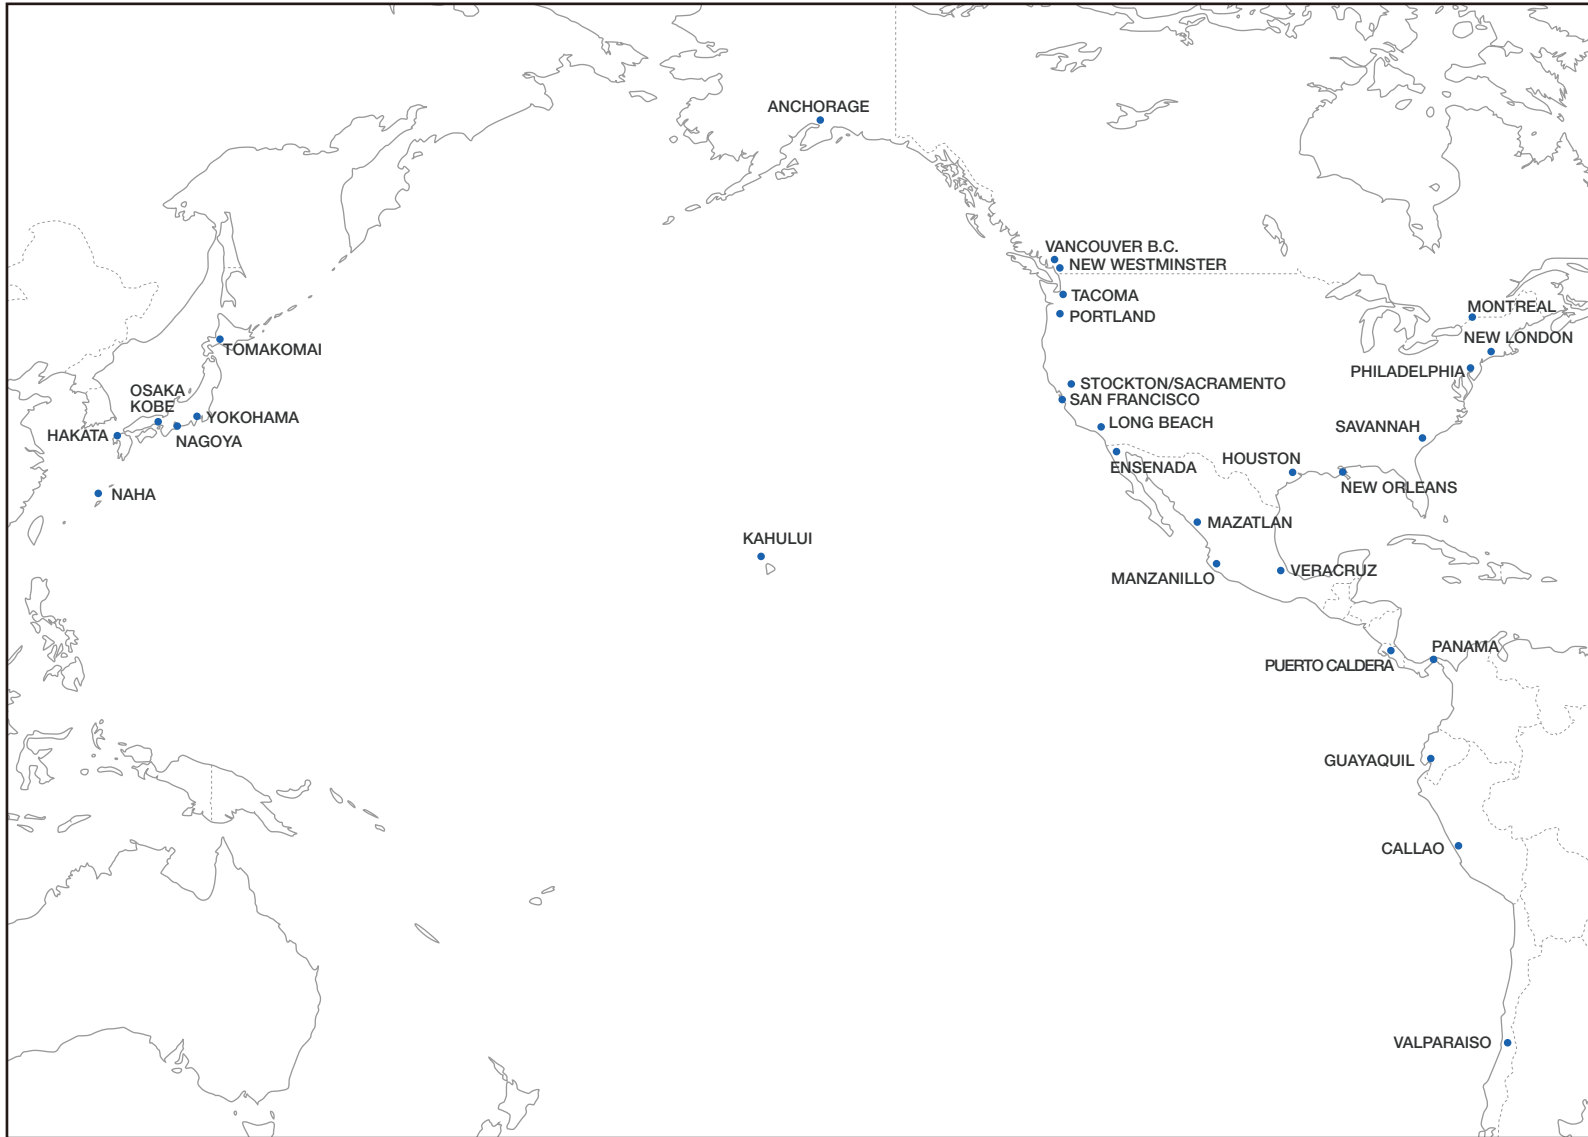 ANCHORAGE
VANCOUVER B.C.
NEW WESTMINSTER
TACOMA
MONTREAL
PORTLAND
NEW LONDON
TOMAKOMAI
PHILADELPHIA
STOCKTON/SACRAMENTO
OSAKA
KOBE
SAN FRANCISCO
YOKOHAMA
LONG BEACH
SAVANNAH
HAKATA
NAGOYA
HOUSTON
ENSENADA
NEW ORLEANS
NAHA
MAZATLAN
KAHULUI
VERACRUZ
MANZANILLO
PANAMA
PUERTO CALDERA
GUAYAQUIL
CALLAO
VALPARAISO